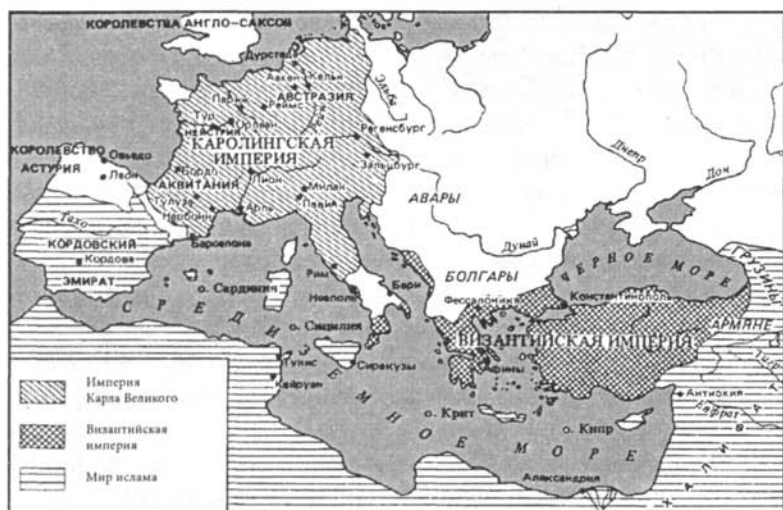 КОРОЛЕВСТВА АНГЛО-САКСОВ
Дурстед
Аахен
Кельн
АВСТРАЗИЯ
Эльба
Париж
Реймс
Тур
Орлеан
НЕЙСТРИЯ
Регенсбург
КАРОЛИНГСКАЯ
ИМПЕРИЯ
Зальцбург
КОРОЛЕВСТВО
АСТУРИЯ
Овьедо
Леон
Бордо
АКВИТАНИЯ
Лион
Милан
Павия
Тулуза
Нарбонн
Арль
Барселона
Тахо
КОРДОВСКИЙ
Кордова
ЭМИРАТ
АВАРЫ
Дунай
БОЛГАРЫ
Днепр
Дон
ЧЕРНОЕ МОРЕ
ГРУЗИНЫ
АРМЯНЕ
Рим
Неаполь
Бари
Сардиния
Сицилия
Сиракузы
Тунис
Кайруан
Фессалоника
Константинополь
ВИЗАНТИЙСКАЯ ИМПЕРИЯ
Афины
Крит
Кипр
Антиохия
Евфрат
ХАЛИФАТ
Александрия
СРЕДИЗЕМНОЕ МОРЕ
Империя
Карла Великого
Византийская
империя
Мир ислама